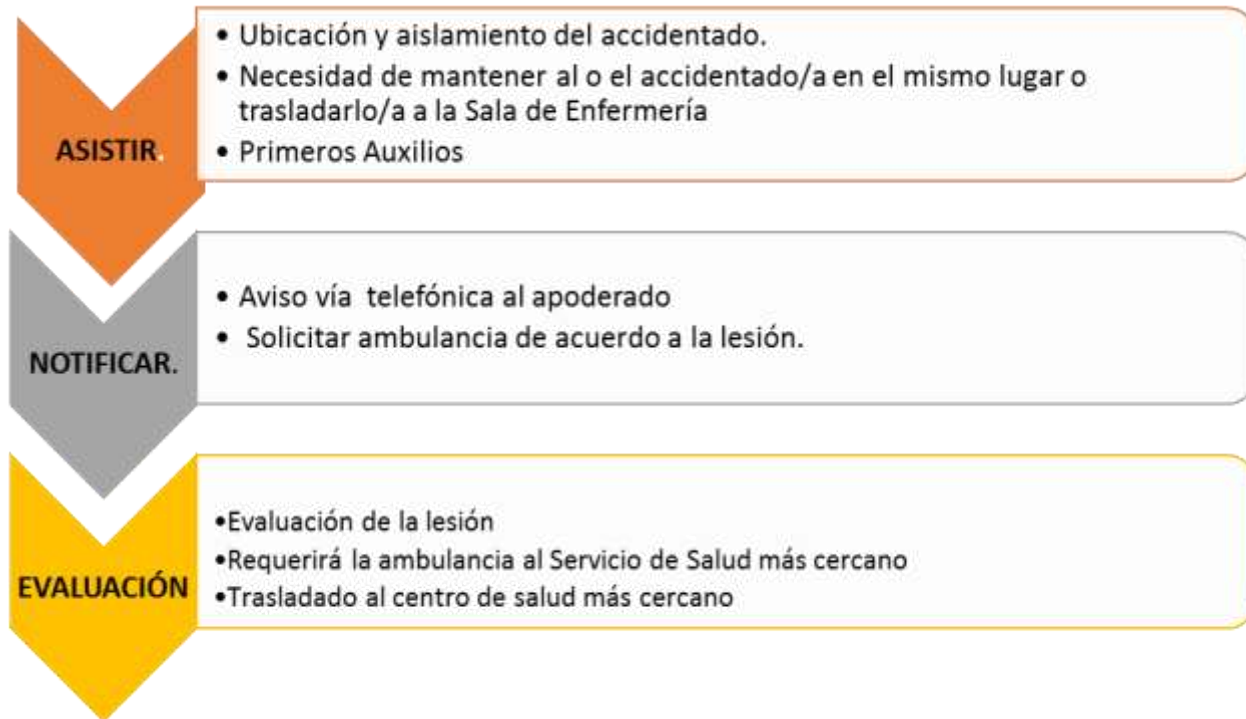 ASISTIR.
• Ubicación y aislamiento del accidentado.
• Necesidad de mantener al o el accidentado/a en el mismo lugar o
trasladarlo/a a la Sala de Enfermería
• Primeros Auxilios
NOTIFICAR.
• Aviso vía telefónica al apoderado
• Solicitar ambulancia de acuerdo a la lesión.
EVALUACIÓN
•Evaluación de la lesión
•Requerirá la ambulancia al Servicio de Salud más cercano
•Trasladado al centro de salud más cercano